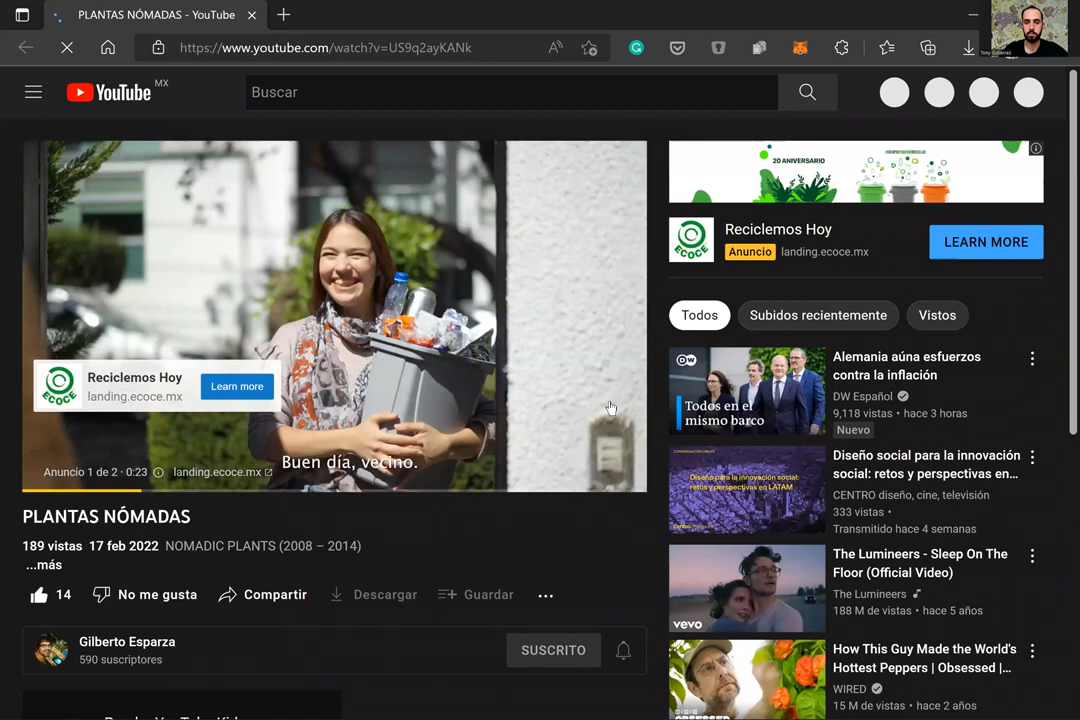 PLANTAS NÓMADAS - YouTube
https://www.youtube.com/watch?v=US9q2ayKANk
YouTube MX
Buscar
20 ANIVERSARIO
ECOCE
Reciclemos Hoy
Anuncio landing.ecoce.mx
LEARN MORE
ECOCE
Reciclemos Hoy
landing.ecoce.mx
Learn more
Buen día, vecino.
Anuncio 1 de 2 · 0:23 landing.ecoce.mx
PLANTAS NÓMADAS
189 vistas 17 feb 2022 NOMADIC PLANTS (2008 – 2014)
...más
14 No me gusta Compartir Descargar Guardar
Gilberto Esparza
590 suscriptores
SUSCRITO
Todos Subidos recientemente Vistos
DW
Todos en el
mismo barco
Alemania aúna esfuerzos
contra la inflación
DW Español
9,118 vistas • hace 3 horas
Nuevo
Diseño para la innovación social:
retos y perspectivas en LATAM
Diseño social para la innovación
social: retos y perspectivas en...
CENTRO diseño, cine, televisión
333 vistas •
Transmitido hace 4 semanas
vevo
The Lumineers - Sleep On The
Floor (Official Video)
The Lumineers
188 M de vistas • hace 5 años
How This Guy Made the World's
Hottest Peppers | Obsessed |...
WIRED
15 M de vistas • hace 2 años